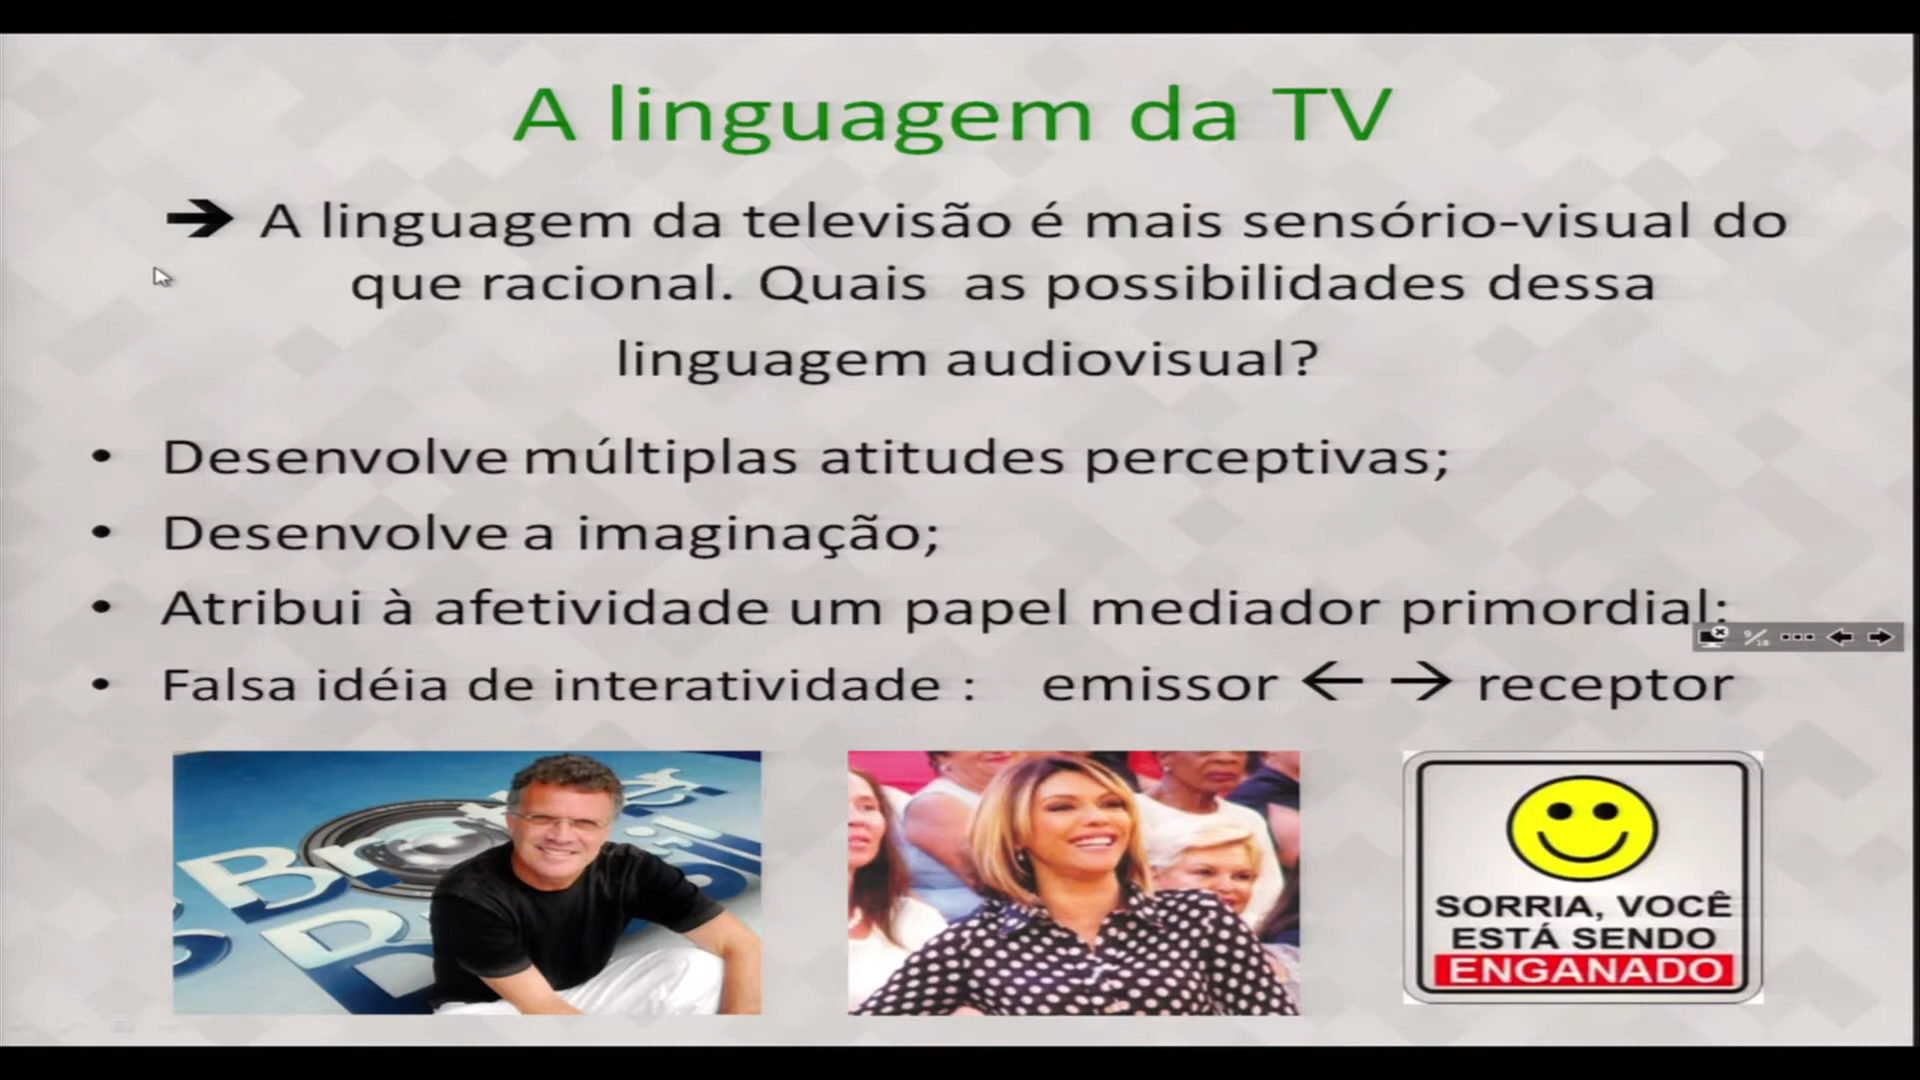 A linguagem da TV
➔ A linguagem da televisão é mais sensório-visual do
que racional. Quais as possibilidades dessa
linguagem audiovisual?
• Desenvolve múltiplas atitudes perceptivas;
• Desenvolve a imaginação;
• Atribui à afetividade um papel mediador primordial;
9/18
• Falsa idéia de interatividade : emissor ← → receptor
SORRIA, VOCÊ
ESTÁ SENDO
ENGANADO